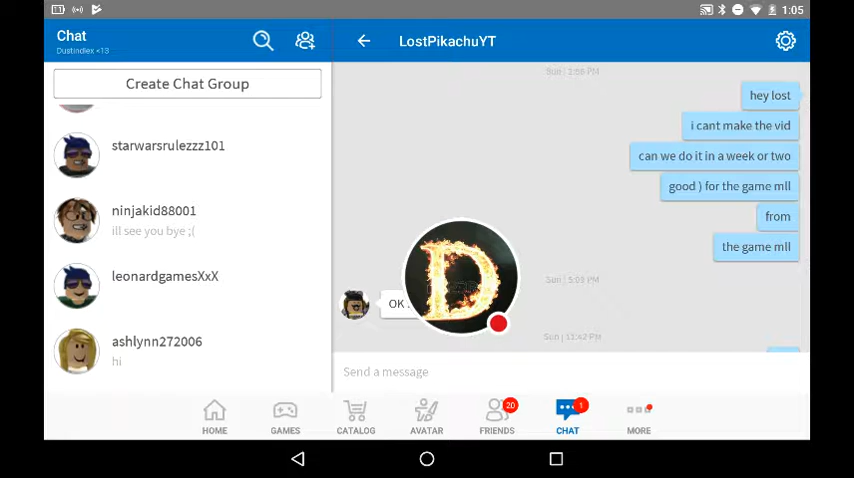 1:05
Chat
Dustindex <13
LostPikachuYT
Create Chat Group
starwarsrulezzz101
ninjakid88001
ill see you bye ;(
leonardgamesXxX
ashlynn272006
hi
Sun | 2:58 PM
hey lost
i cant make the vid
can we do it in a week or two
good ) for the game mll
from
the game mll
Sun | 5:09 PM
OK
D
Sun | 11:42 PM
Send a message
HOME
GAMES
CATALOG
AVATAR
20
FRIENDS
1
CHAT
MORE